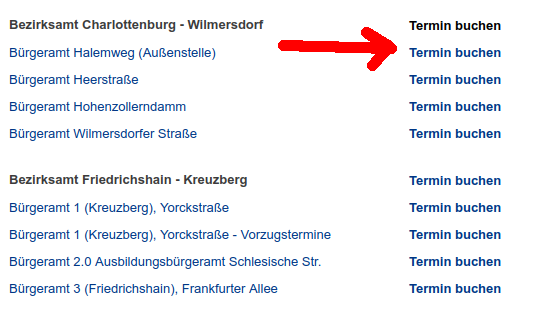 Bezirksamt Charlottenburg - Wilmersdorf Termin buchen
Bürgeramt Halemweg (Außenstelle) Termin buchen
Bürgeramt Heerstraße Termin buchen
Bürgeramt Hohenzollerndamm Termin buchen
Bürgeramt Wilmersdorfer Straße Termin buchen
Bezirksamt Friedrichshain - Kreuzberg Termin buchen
Bürgeramt 1 (Kreuzberg), Yorckstraße Termin buchen
Bürgeramt 1 (Kreuzberg), Yorckstraße - Vorzugstermine Termin buchen
Bürgeramt 2.0 Ausbildungsbürgeramt Schlesische Str. Termin buchen
Bürgeramt 3 (Friedrichshain), Frankfurter Allee Termin buchen